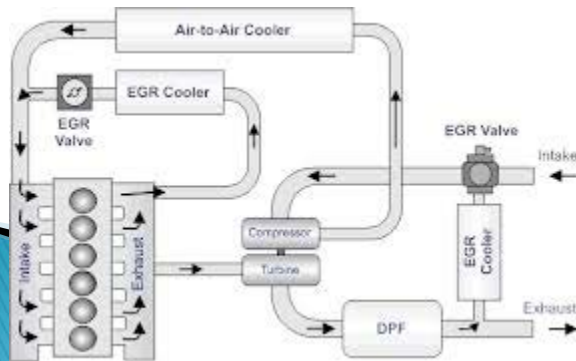 Air-to-Air Cooler
EGR Cooler
EGR
Valve
EGR Valve
Intake
Compressor
Turbine
EGR
Cooler
Intake
Exhaust
DPF
Exhaust